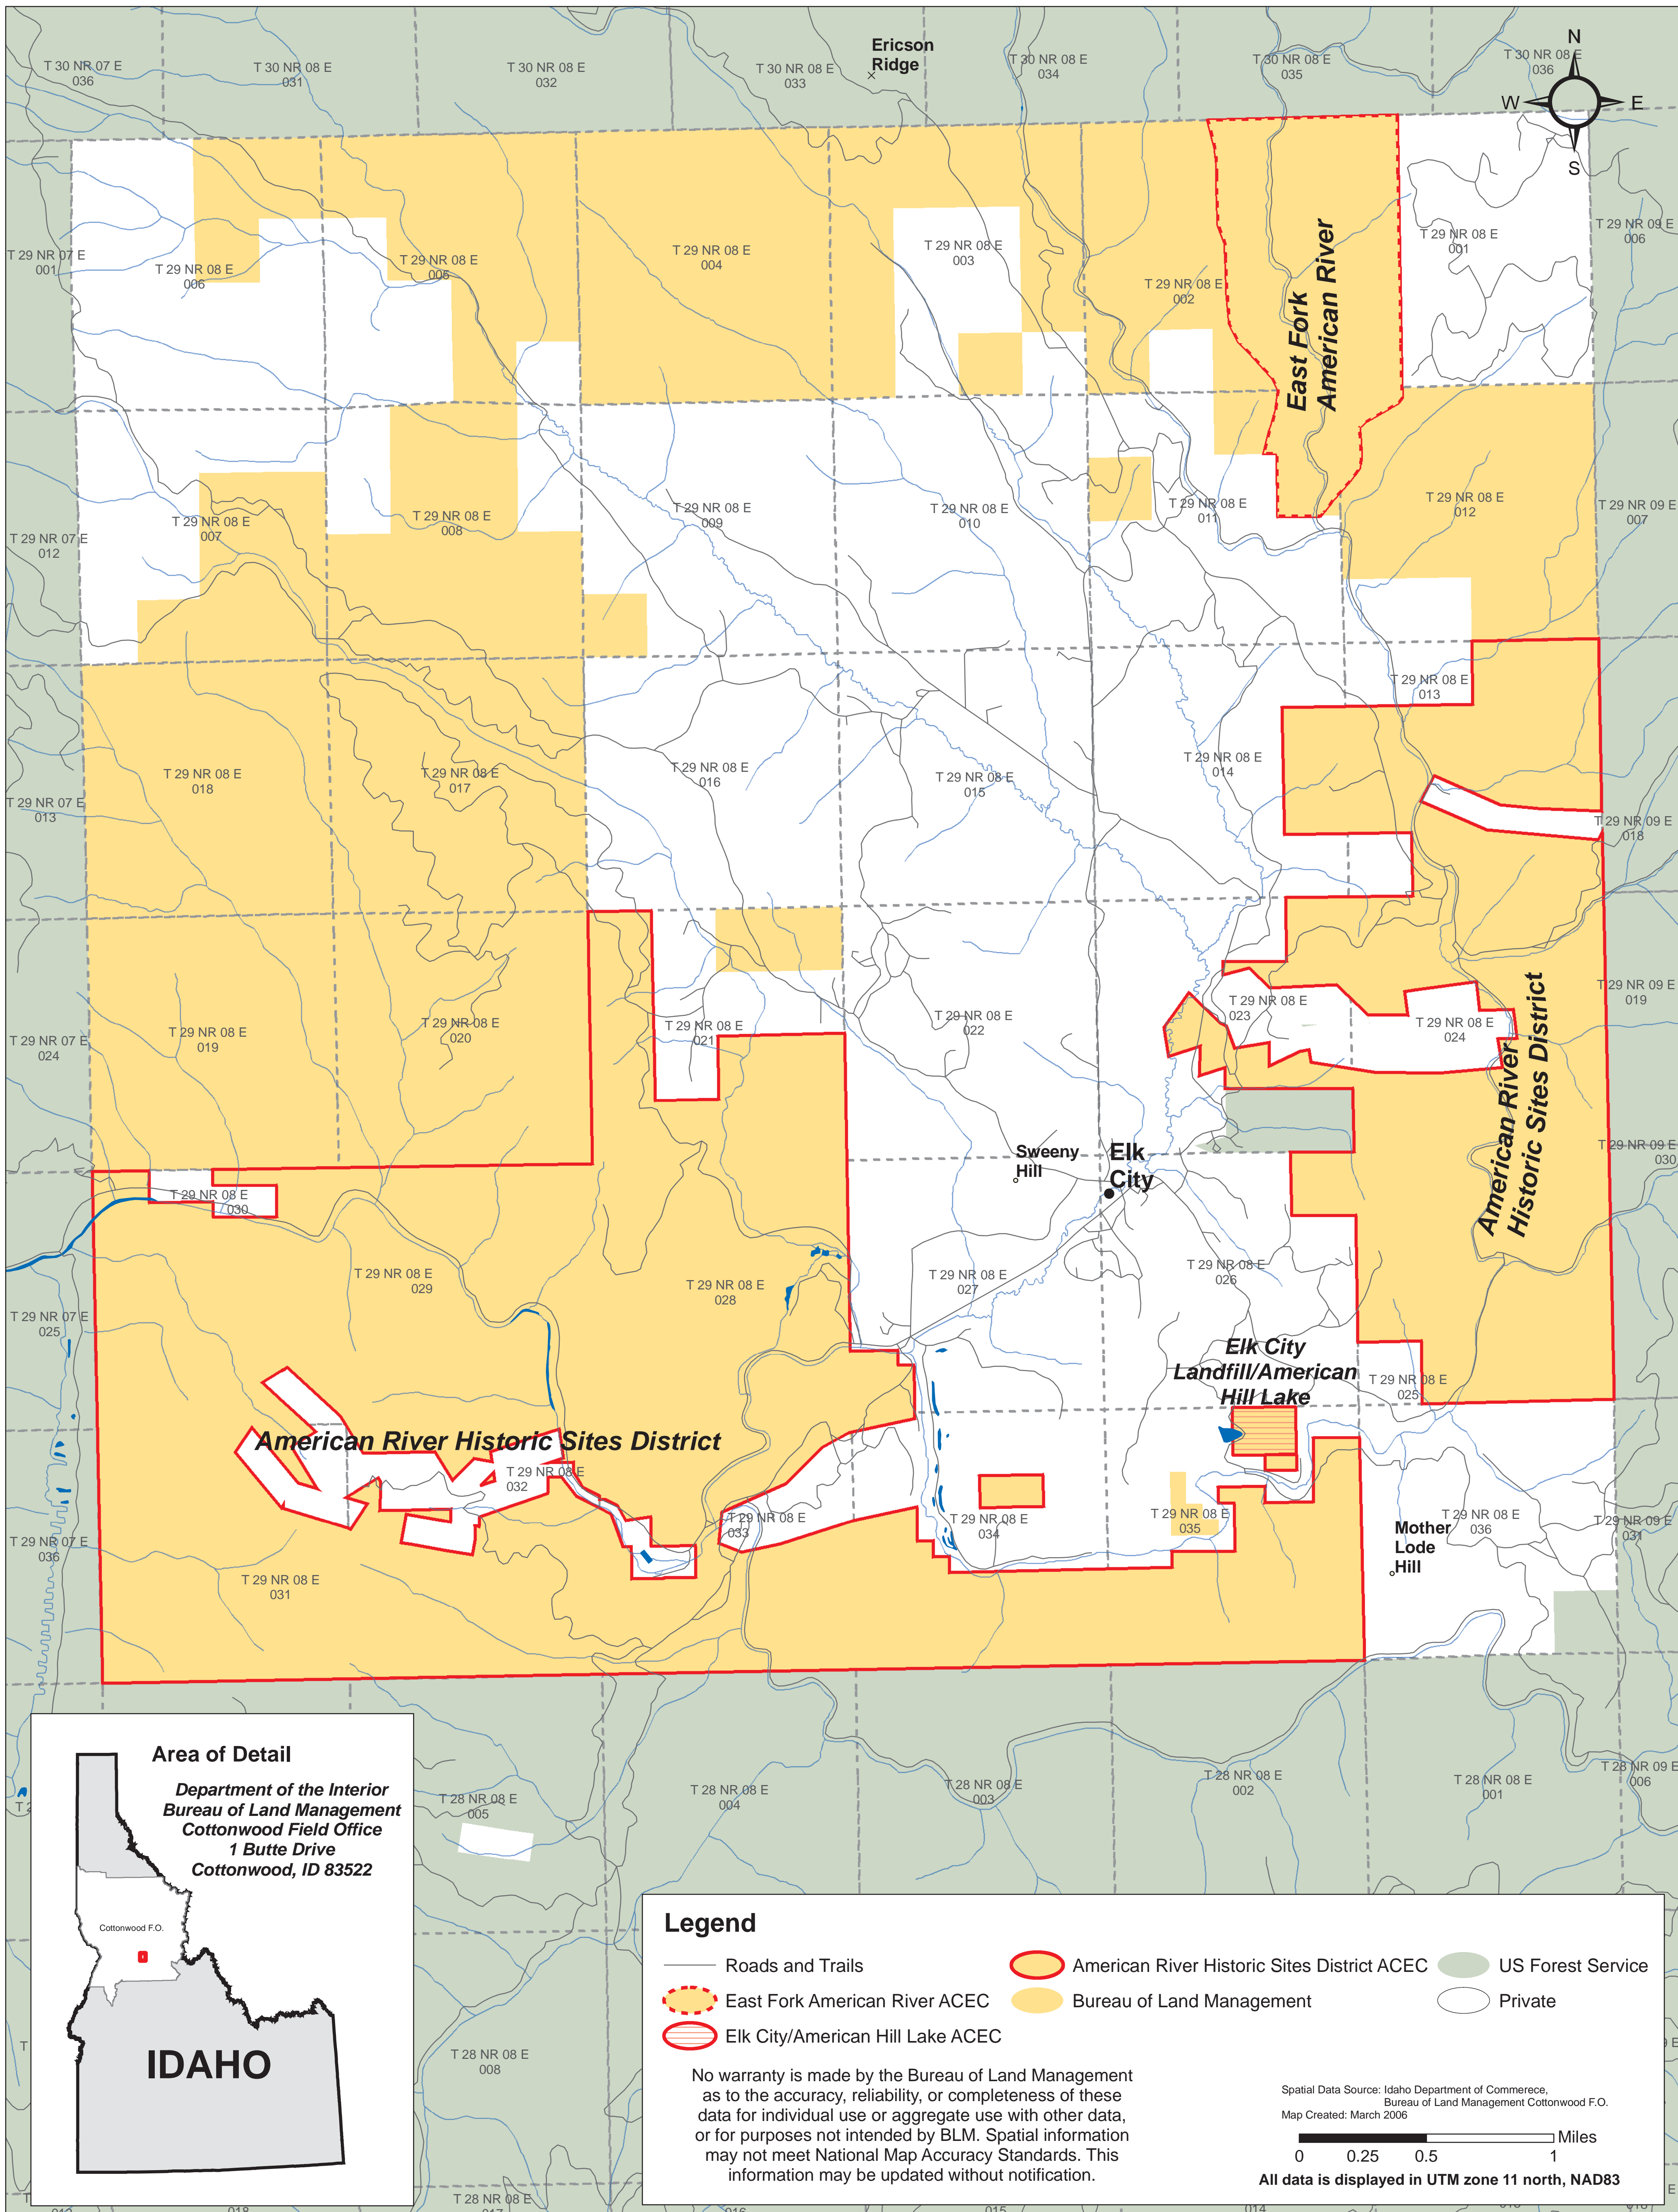 Ericson
Ridge
N
W
E
S
T 30 NR 07 E
036
T 30 NR 08 E
031
T 30 NR 08 E
032
T 30 NR 08 E
033
T 30 NR 08 E
034
T 30 NR 08 E
035
T 30 NR 08 E
036
T 29 NR 07 E
001
T 29 NR 08 E
006
T 29 NR 08 E
005
T 29 NR 08 E
004
T 29 NR 08 E
003
T 29 NR 08 E
002
East Fork
American River
T 29 NR 08 E
001
T 29 NR 09 E
006
T 29 NR 07 E
012
T 29 NR 08 E
007
T 29 NR 08 E
008
T 29 NR 08 E
009
T 29 NR 08 E
010
T 29 NR 08 E
011
T 29 NR 08 E
012
T 29 NR 09 E
007
T 29 NR 07 E
013
T 29 NR 08 E
018
T 29 NR 08 E
017
T 29 NR 08 E
016
T 29 NR 08 E
015
T 29 NR 08 E
014
T 29 NR 08 E
013
T 29 NR 09 E
018
T 29 NR 07 E
024
T 29 NR 08 E
019
T 29 NR 08 E
020
T 29 NR 08 E
021
T 29 NR 08 E
022
T 29 NR 08 E
023
T 29 NR 08 E
024
T 29 NR 09 E
019
American River
Historic Sites District
Sweeny
Hill
Elk
City
T 29 NR 07 E
025
T 29 NR 08 E
030
T 29 NR 08 E
029
T 29 NR 08 E
028
T 29 NR 08 E
027
T 29 NR 08 E
026
T 29 NR 08 E
025
T 29 NR 09 E
030
Elk City
Landfill/American
Hill Lake
American River Historic Sites District
T 29 NR 07 E
036
T 29 NR 08 E
031
T 29 NR 08 E
032
T 29 NR 08 E
033
T 29 NR 08 E
034
T 29 NR 08 E
035
T 29 NR 08 E
036
T 29 NR 09 E
031
Mother
Lode
Hill
T 28 NR 08 E
005
T 28 NR 08 E
004
T 28 NR 08 E
003
T 28 NR 08 E
002
T 28 NR 08 E
001
T 28 NR 09 E
006
T 28 NR 08 E
008
T 28 NR 08 E
Area of Detail
Department of the Interior
Bureau of Land Management
Cottonwood Field Office
1 Butte Drive
Cottonwood, ID 83522
Cottonwood F.O.
IDAHO
Legend
Roads and Trails
East Fork American River ACEC
Elk City/American Hill Lake ACEC
American River Historic Sites District ACEC
Bureau of Land Management
US Forest Service
Private
No warranty is made by the Bureau of Land Management
as to the accuracy, reliability, or completeness of these
data for individual use or aggregate use with other data,
or for purposes not intended by BLM. Spatial information
may not meet National Map Accuracy Standards. This
information may be updated without notification.
Spatial Data Source: Idaho Department of Commerece,
Bureau of Land Management Cottonwood F.O.
Map Created: March 2006
Miles
0 0.25 0.5 1
All data is displayed in UTM zone 11 north, NAD83